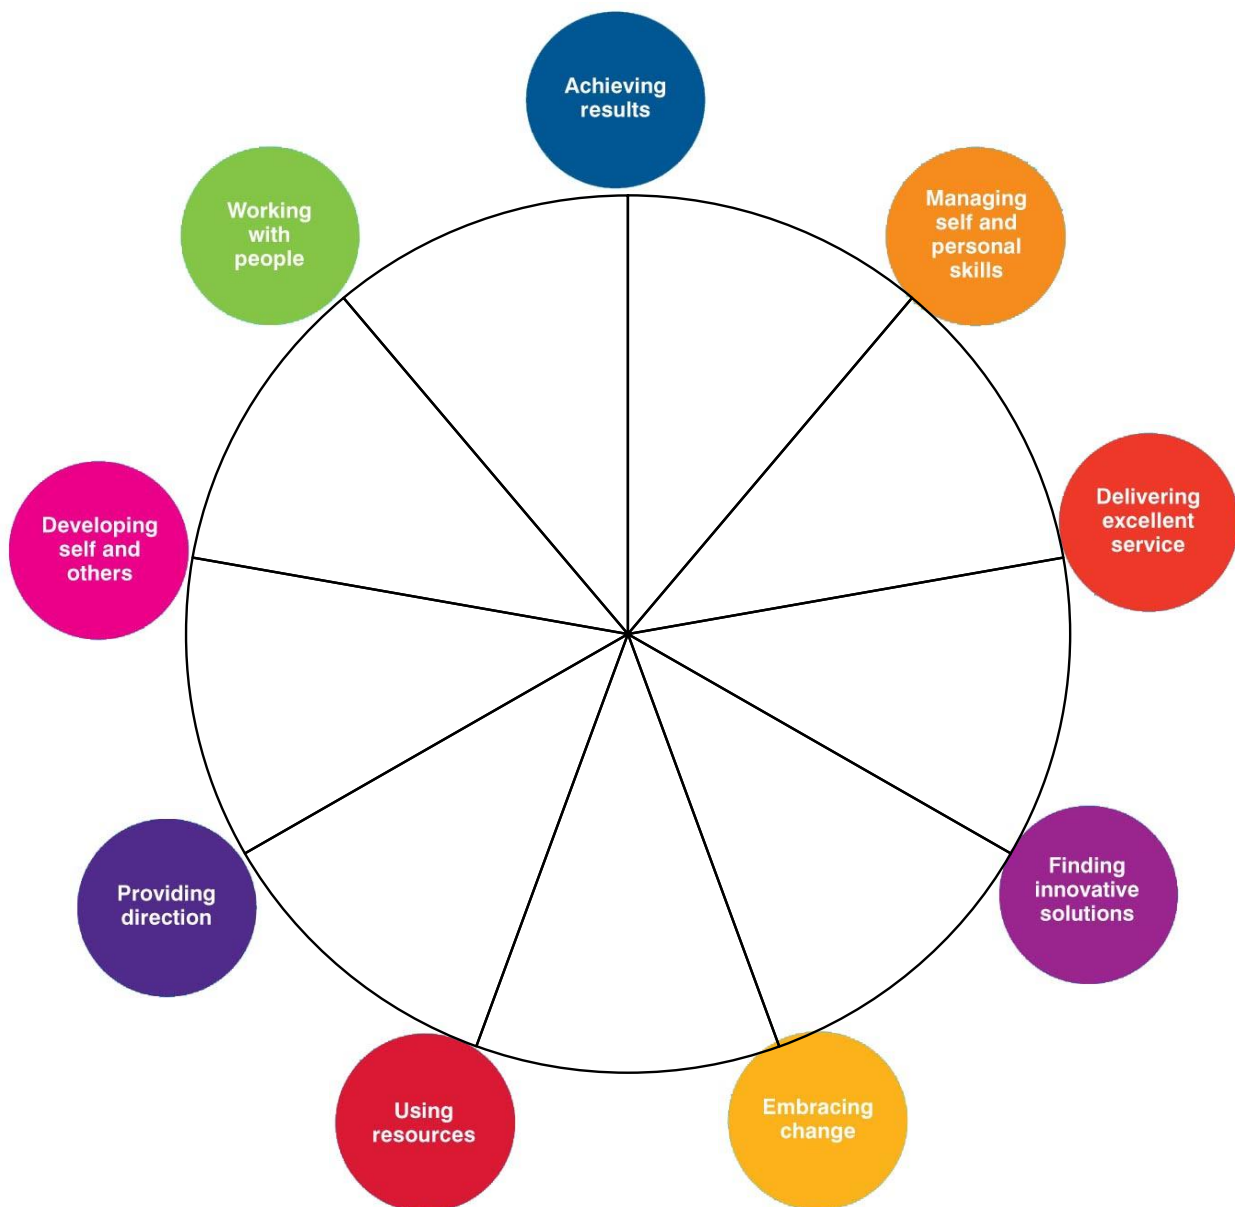 Achieving
results
Managing
self and
personal
skills
Delivering
excellent
service
Finding
innovative
solutions
Embracing
change
Using
resources
Providing
direction
Developing
self and
others
Working
with
people